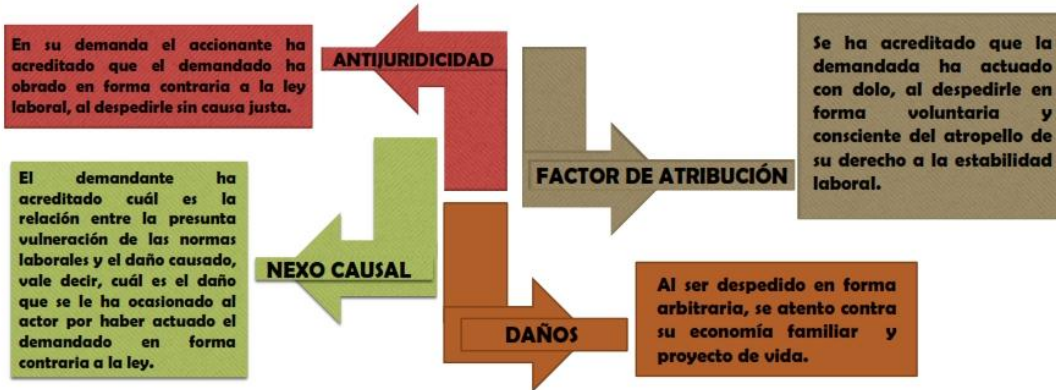 En su demanda el accionante ha
acreditado que el demandado ha
obrado en forma contraria a la ley
laboral, al despedirle sin causa justa.
ANTIJURIDICIDAD
Se ha acreditado que la
demandada ha actuado
con dolo, al despedirle en
forma voluntaria y
consciente del atropello de
su derecho a la estabilidad
laboral.
FACTOR DE ATRIBUCIÓN
El demandante ha
acreditado cuál es la
relación entre la presunta
vulneración de las normas
laborales y el daño causado,
vale decir, cuál es el daño
que se le ha ocasionado al
actor por haber actuado el
demandado en forma
contraria a la ley.
NEXO CAUSAL
Al ser despedido en forma
arbitraria, se atento contra
su economía familiar y
proyecto de vida.
DAÑOS